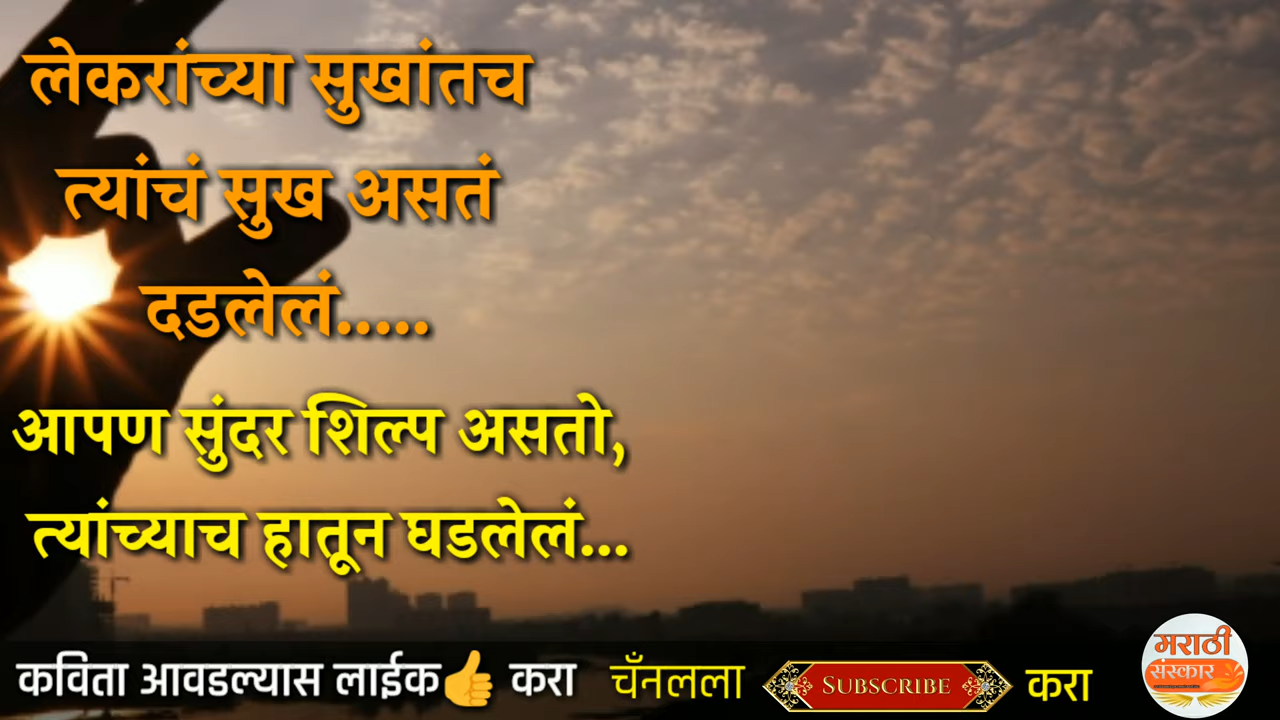 लेकरांच्या सुखांतच
त्यांचं सुख असतं
दडलेलं.....
आपण सुंदर शिल्प असतो,
त्यांच्याच हातून घडलेलं...
कविता आवडल्यास लाईक👍 करा चँनलला SUBSCRIBE करा
मराठी
संस्कार